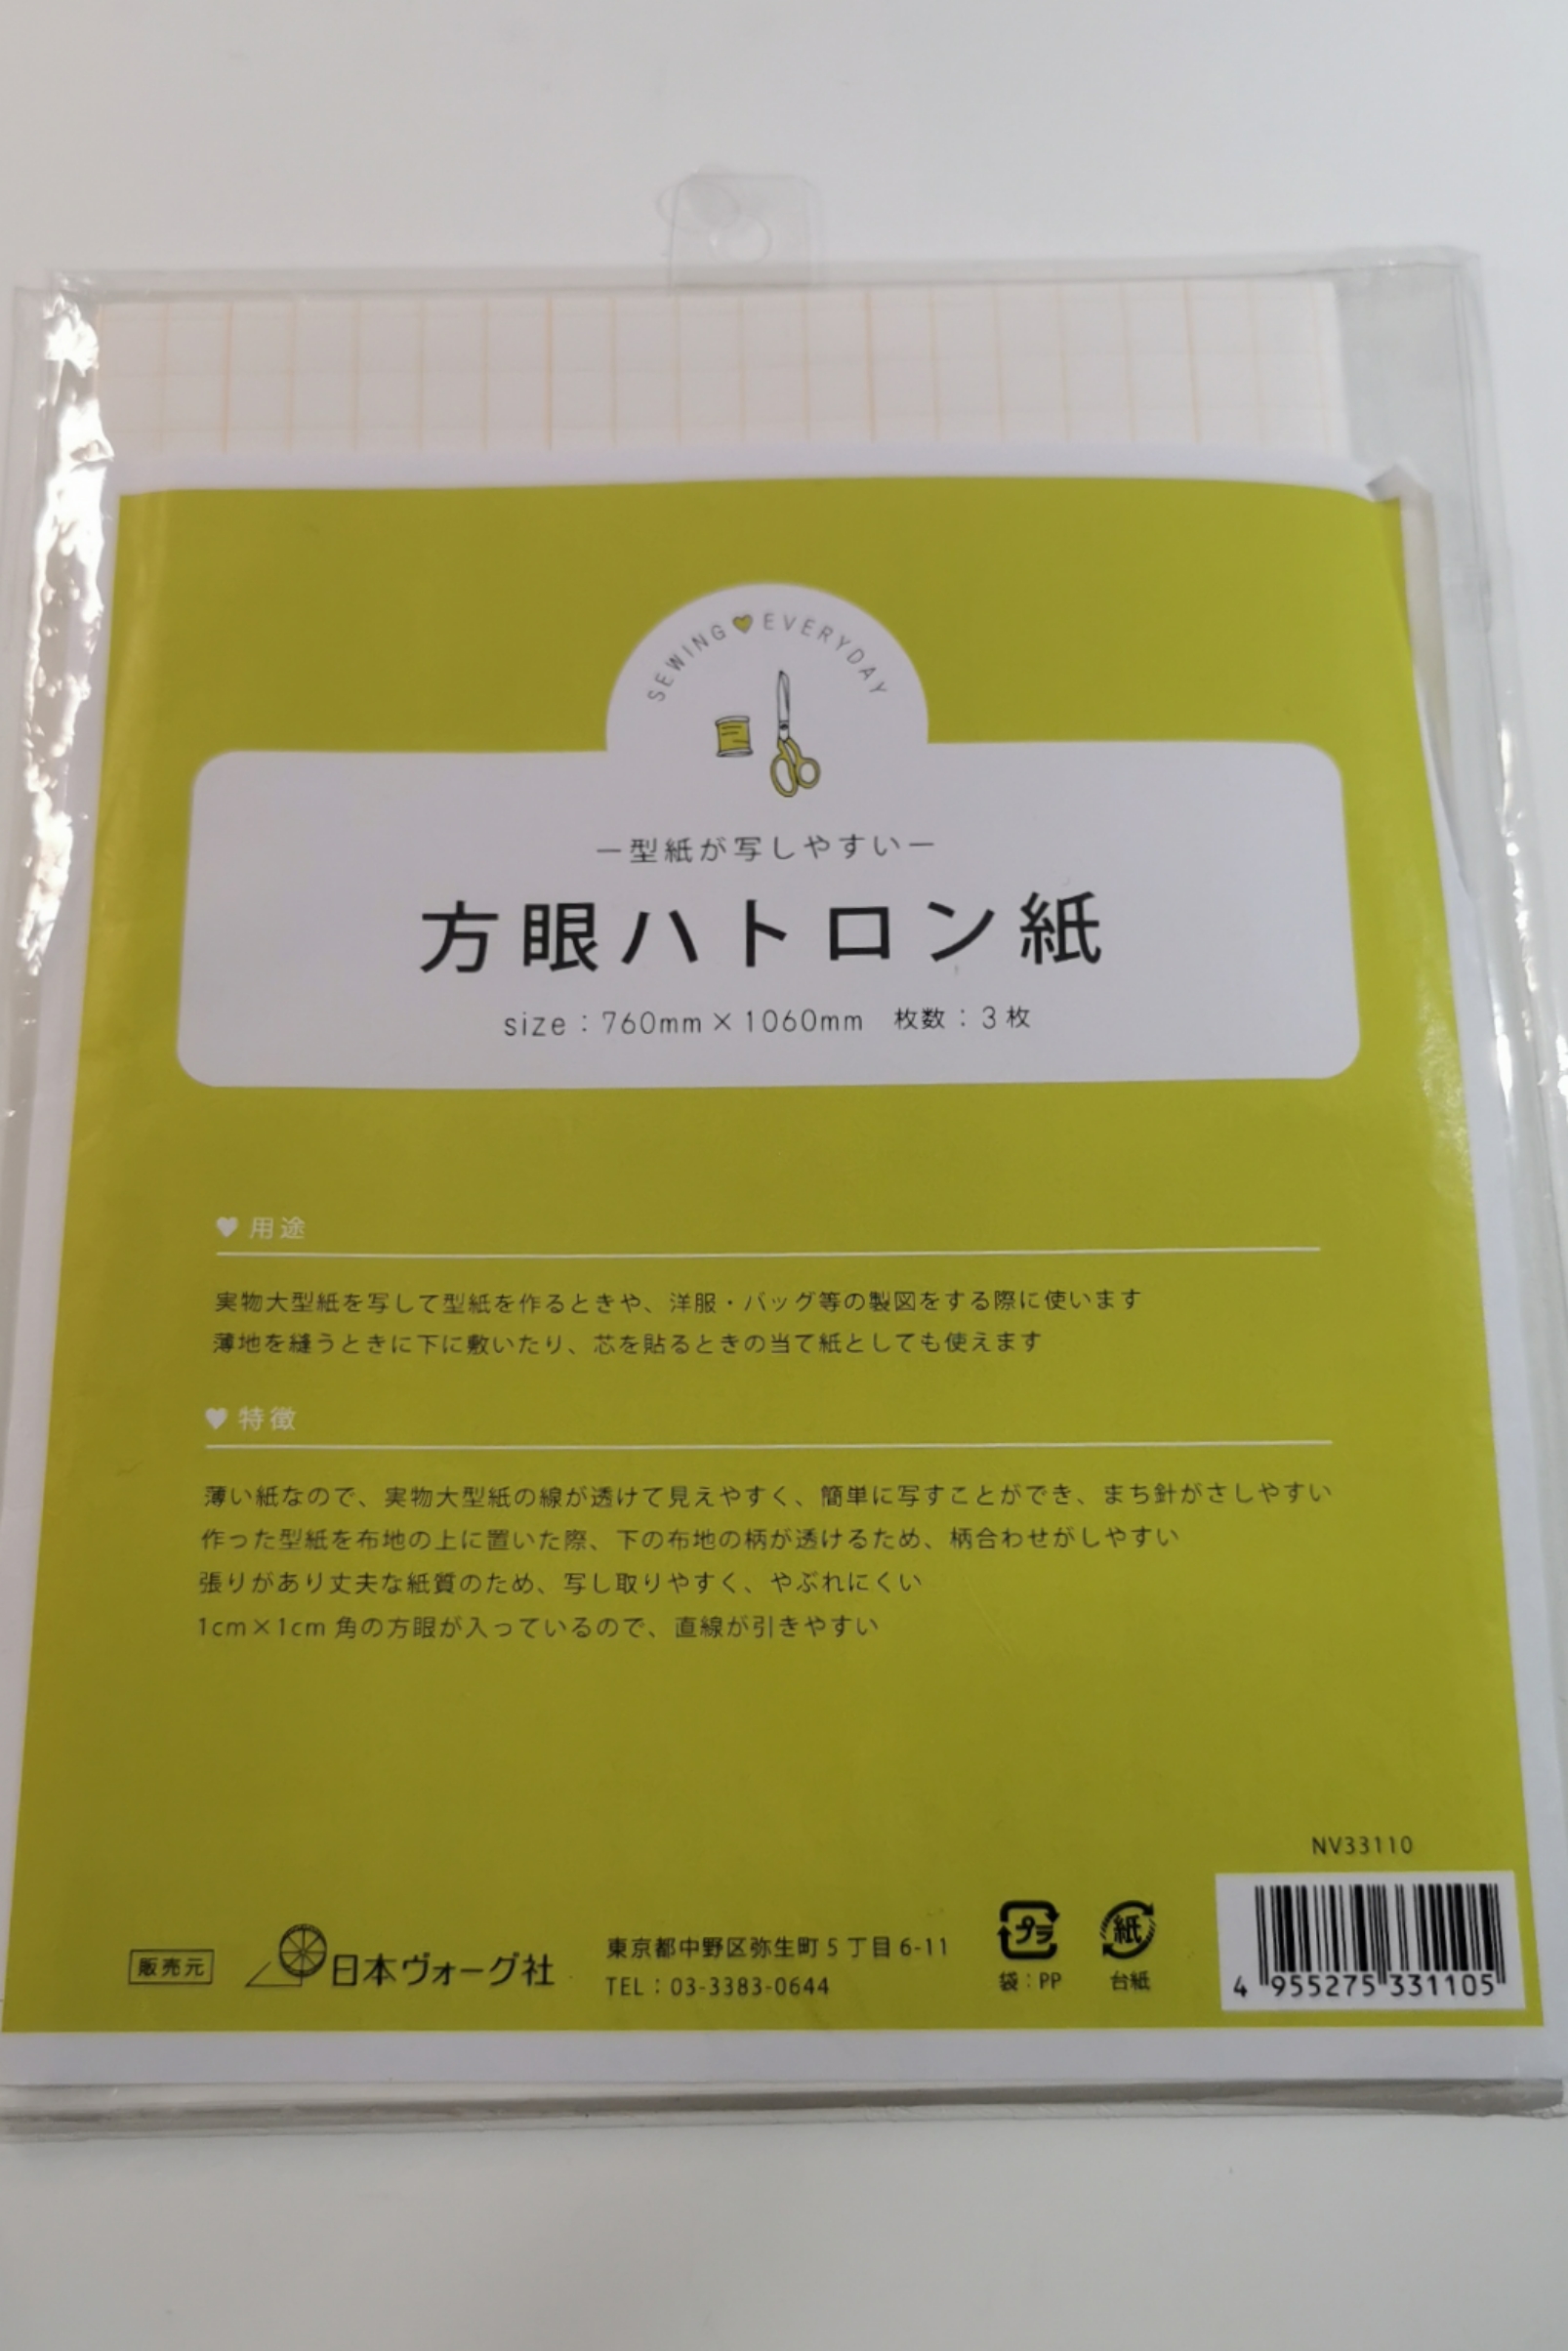 SEWING♥EVERYDAY
ー型紙が写しやすいー
方眼ハトロン紙
size：760mm×1060mm 枚数：3枚
♥用途
実物大型紙を写して型紙を作るときや、洋服・バッグ等の製図をする際に使います
薄地を縫うときに下に敷いたり、芯を貼るときの当て紙としても使えます
♥特徴
薄い紙なので、実物大型紙の線が透けて見えやすく、簡単に写すことができ、まち針がさしやすい
作った型紙を布地の上に置いた際、下の布地の柄が透けるため、柄合わせがしやすい
張りがあり丈夫な紙質のため、写し取りやすく、やぶれにくい
1cm×1cm 角の方眼が入っているので、直線が引きやすい
NV33110
販売元 日本ヴォーグ社
東京都中野区弥生町 5 丁目 6-11
TEL：03-3383-0644
プラ
袋：PP
紙
台紙
4 955275 331105